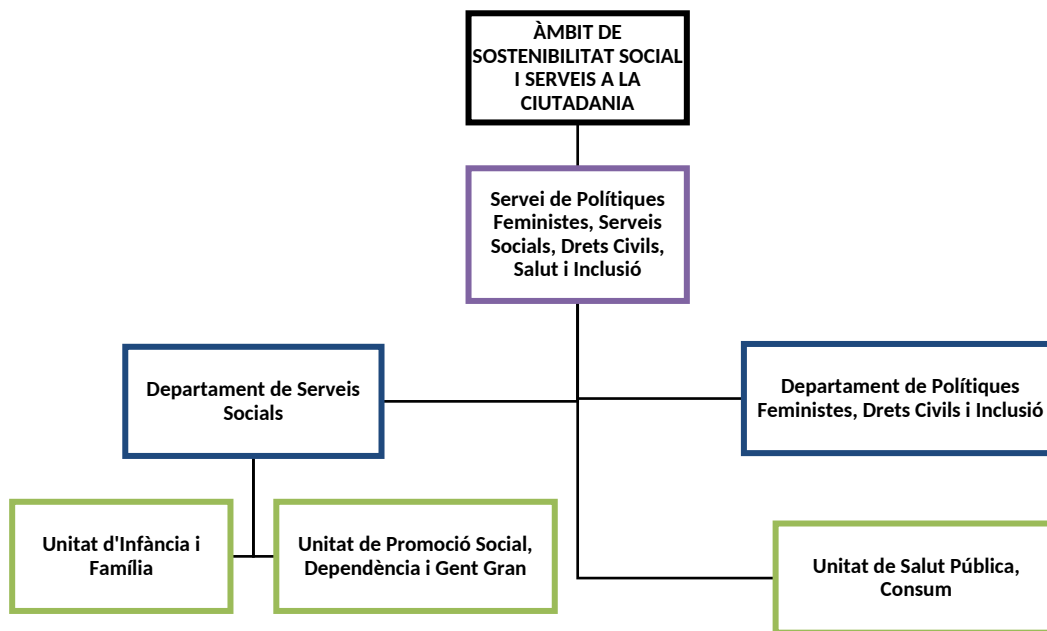 ÀMBIT DE
SOSTENIBILITAT SOCIAL
I SERVEIS A LA
CIUTADANIA
Servei de Polítiques
Feministes, Serveis
Socials, Drets Civils,
Salut i Inclusió
Departament de Serveis
Socials
Departament de Polítiques
Feministes, Drets Civils i Inclusió
Unitat d'Infància i
Família
Unitat de Promoció Social,
Dependència i Gent Gran
Unitat de Salut Pública,
Consum